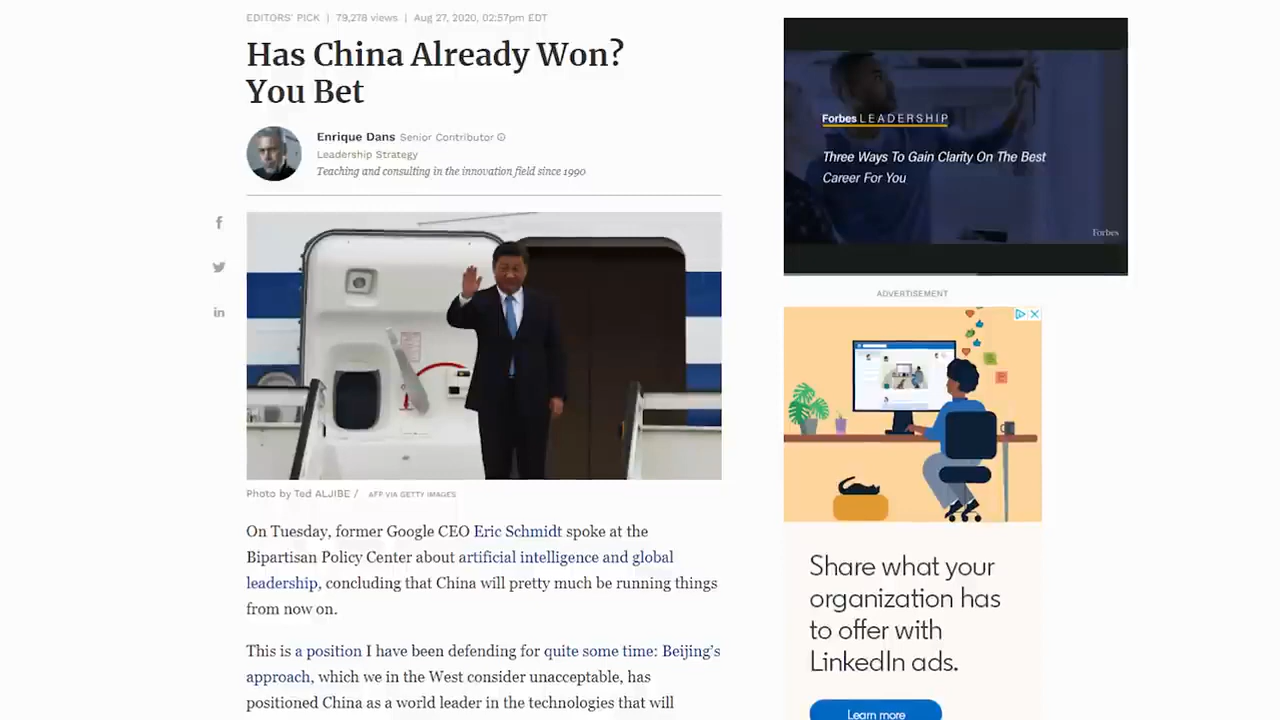 EDITORS' PICK | 79,278 views | Aug 27, 2020, 02:57pm EDT
Has China Already Won?
You Bet
Enrique Dans Senior Contributor
Leadership Strategy
Teaching and consulting in the innovation field since 1990
Photo by Ted ALJIBE / AFP VIA GETTY IMAGES
On Tuesday, former Google CEO Eric Schmidt spoke at the
Bipartisan Policy Center about artificial intelligence and global
leadership, concluding that China will pretty much be running things
from now on.
This is a position I have been defending for quite some time: Beijing's
approach, which we in the West consider unacceptable, has
positioned China as a world leader in the technologies that will
Forbes LEADERSHIP
Three Ways To Gain Clarity On The Best
Career For You
Forbes
ADVERTISEMENT
Share what your
organization has
to offer with
LinkedIn ads.
Learn more